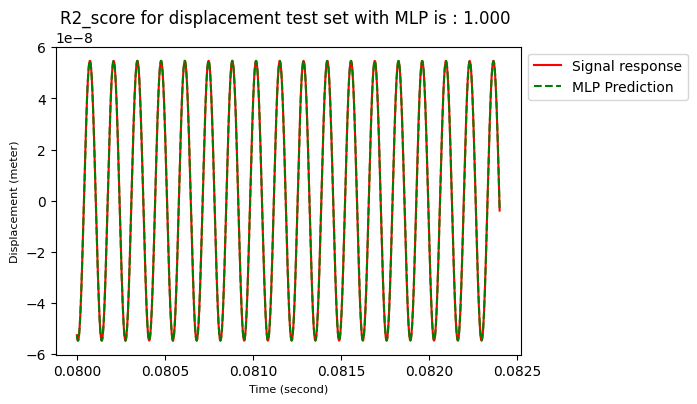 R2_score for displacement test set with MLP is : 1.000
1e−8
Signal response
MLP Prediction
6
4
2
0
−2
−4
−6
Displacement (meter)
0.0800
0.0805
0.0810
0.0815
0.0820
0.0825
Time (second)